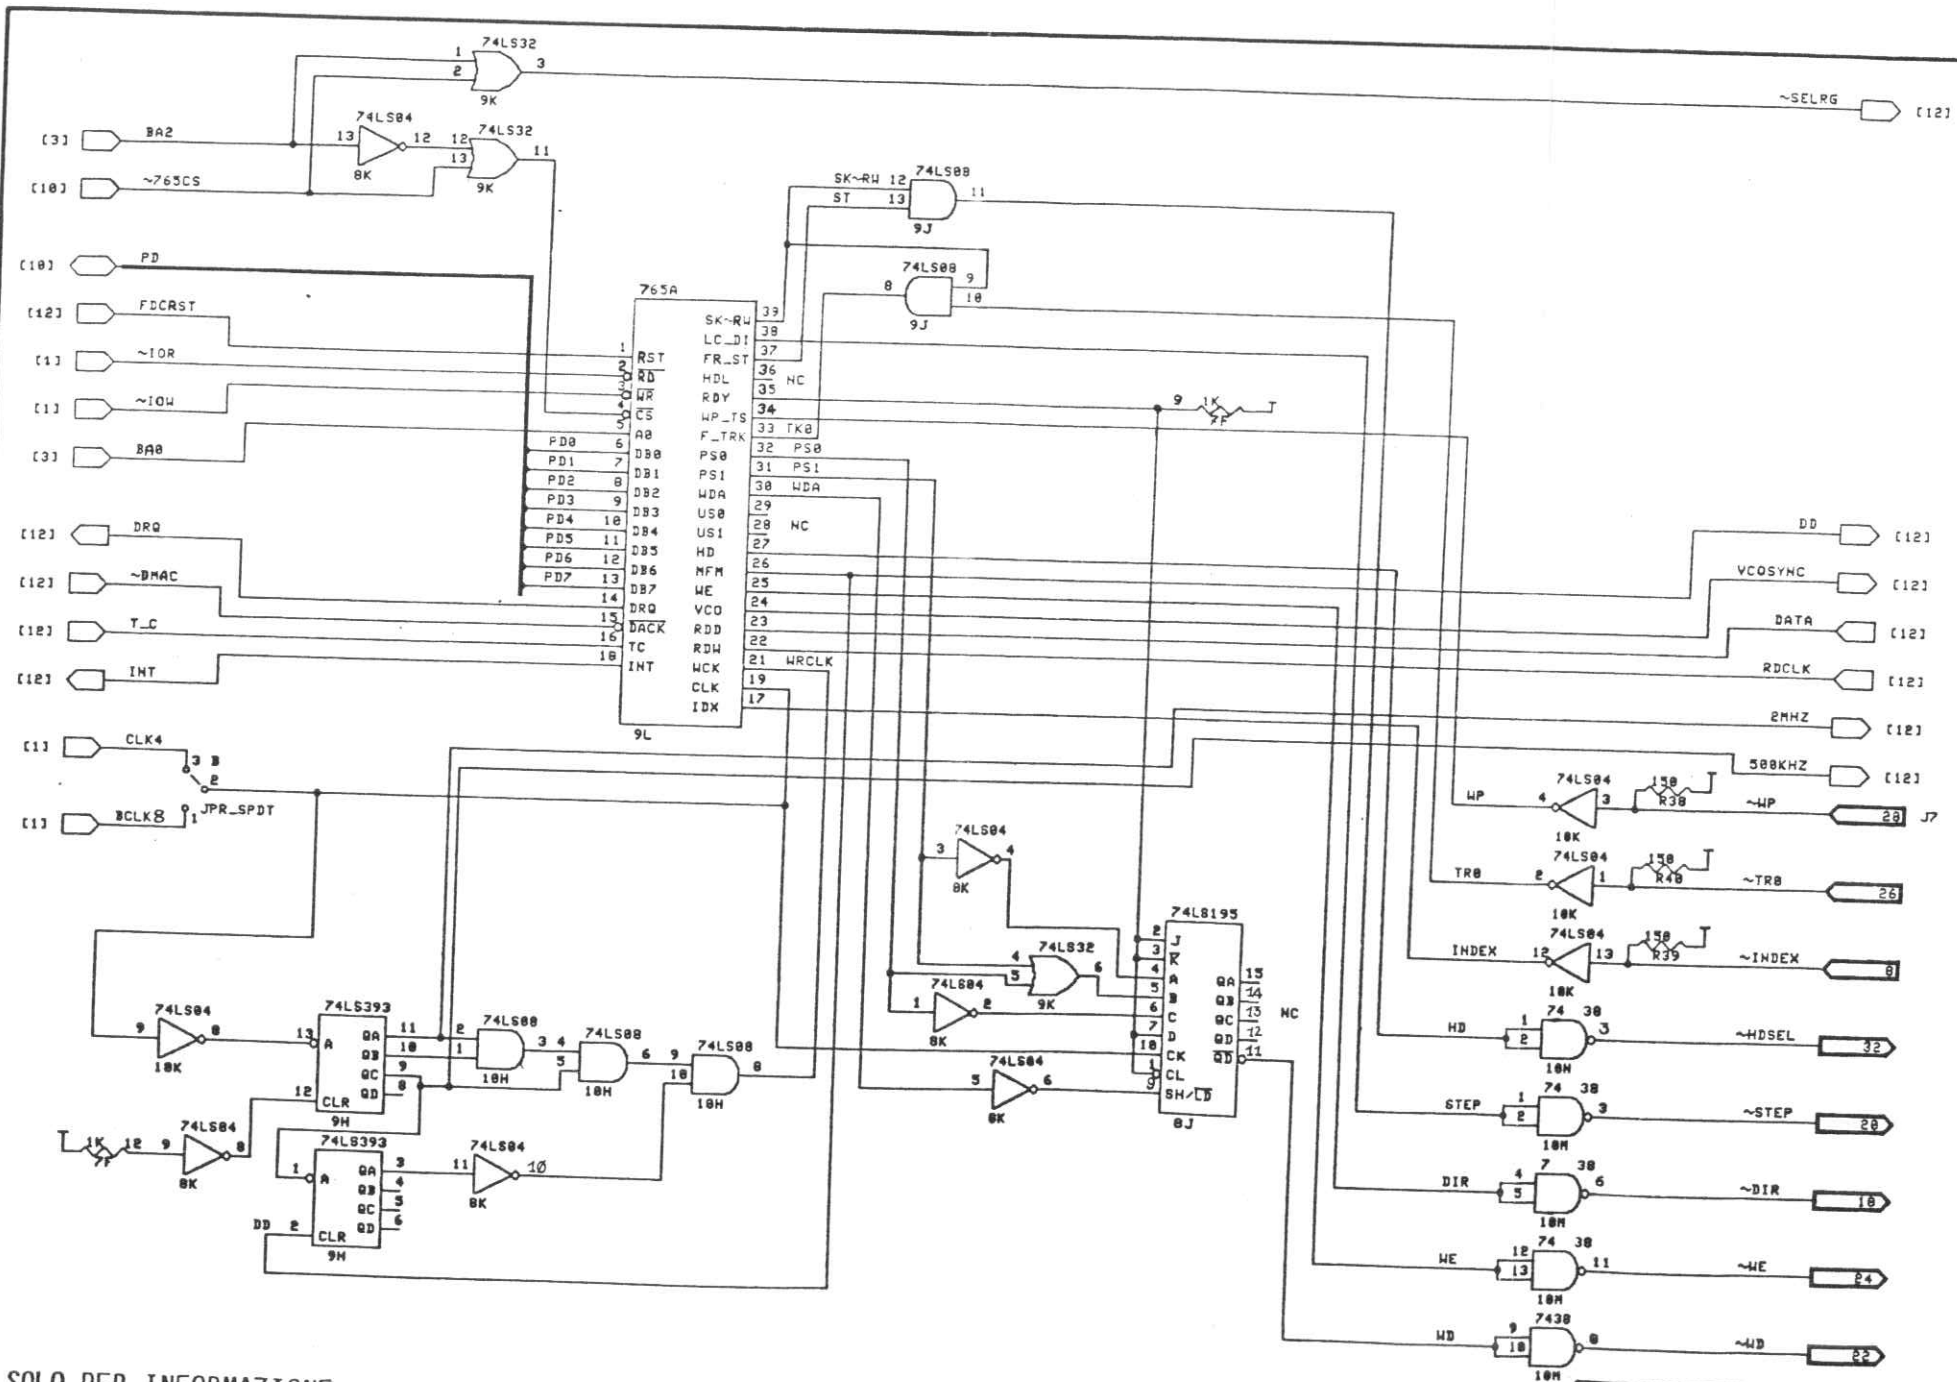 74LS32
1
2
3
9K
~SELRG
[12]
[3]
BA2
13
74LS04
12
8K
74LS32
12
13
11
9K
[10]
~765CS
SK~RW 12
ST 13
74LS08
11
9J
[10]
PD
74LS08
8
9
10
9J
[12]
FDCRST
[1]
~IOR
[1]
~IOW
[3]
BA0
765A
1 RST
2 RD
3 WR
4 CS
5 A0
PD0 6 DB0
PD1 7 DB1
PD2 8 DB2
PD3 9 DB3
PD4 10 DB4
PD5 11 DB5
PD6 12 DB6
PD7 13 DB7
14 DRQ
15 DACK
16 TC
18 INT
SK~RW 39
LC_DI 38
FR_ST 37
HDL 36 NC
RDY 35
WP_TS 34
F_TRK 33 TK0
PS0 32 PS0
PS1 31 PS1
WDA 30 WDA
US0 29
US1 28 NC
HD 27
MFM 26
WE 25
VCO 24
RDD 23
RDW 22
WCK 21 WRCLK
CLK 19
IDX 17
9L
9 1K
7F
[12]
DRQ
[12]
~DMAC
[12]
T_C
[12]
INT
DD
[12]
VCOSYNC
[12]
DATA
[12]
RDCLK
[12]
2MHZ
[12]
500KHZ
[12]
[1]
CLK4
3 B
2
[1]
BCLK8
1 JPR_SPDT
WP
4
74LS04
3
10K
150
R38
~WP
28
J7
TR0
2
74LS04
1
10K
150
R40
~TR0
26
INDEX
12
74LS04
13
10K
150
R39
~INDEX
8
3
74LS04
4
8K
4
5
74LS32
6
9K
1
74LS04
2
8K
5
74LS04
6
8K
74LS195
2 J
3 K
4 A
5 B
6 C
7 D
10 CK
1 CL
9 SH/LD
QA 15
QB 14
QC 13
QD 12
QD 11
NC
8J
9
74LS04
8
10K
74LS393
13 A
12 CLR
QA 11
QB 10
QC 9
QD 8
9H
2
1
74LS08
3
10H
4
5
74LS08
6
10H
9
10
74LS08
8
10H
1K
7F
12
9
74LS04
8
8K
74LS393
1 A
DD 2 CLR
QA 3
QB 4
QC 5
QD 6
9H
11
74LS04
10
8K
HD
1
2
74 38
3
10N
~HDSEL
32
STEP
1
2
74 38
3
10M
~STEP
20
DIR
4
5
7 38
6
10M
~DIR
18
WE
12
13
74 38
11
10M
~WE
24
WD
9
10
7438
8
10M
~WD
22
SOLO PER INFORMAZIONE